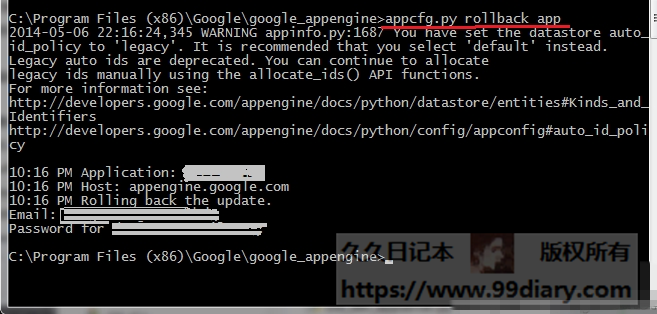 C:\Program Files (x86)\Google\google_appengine>appcfg.py rollback app
2014-05-06 22:16:24,345 WARNING appinfo.py:1687 You have set the datastore auto_
id_policy to 'legacy'. It is recommended that you select 'default' instead.
Legacy auto ids are deprecated. You can continue to allocate
legacy ids manually using the allocate_ids() API functions.
For more information see:
http://developers.google.com/appengine/docs/python/datastore/entities#Kinds_and_
Identifiers
http://developers.google.com/appengine/docs/python/config/appconfig#auto_id_poli
cy
10:16 PM Application:
10:16 PM Host: appengine.google.com
10:16 PM Rolling back the update.
Email:
Password for
C:\Program Files (x86)\Google\google_appengine>
久久日记本 版权所有
https://www.99diary.com